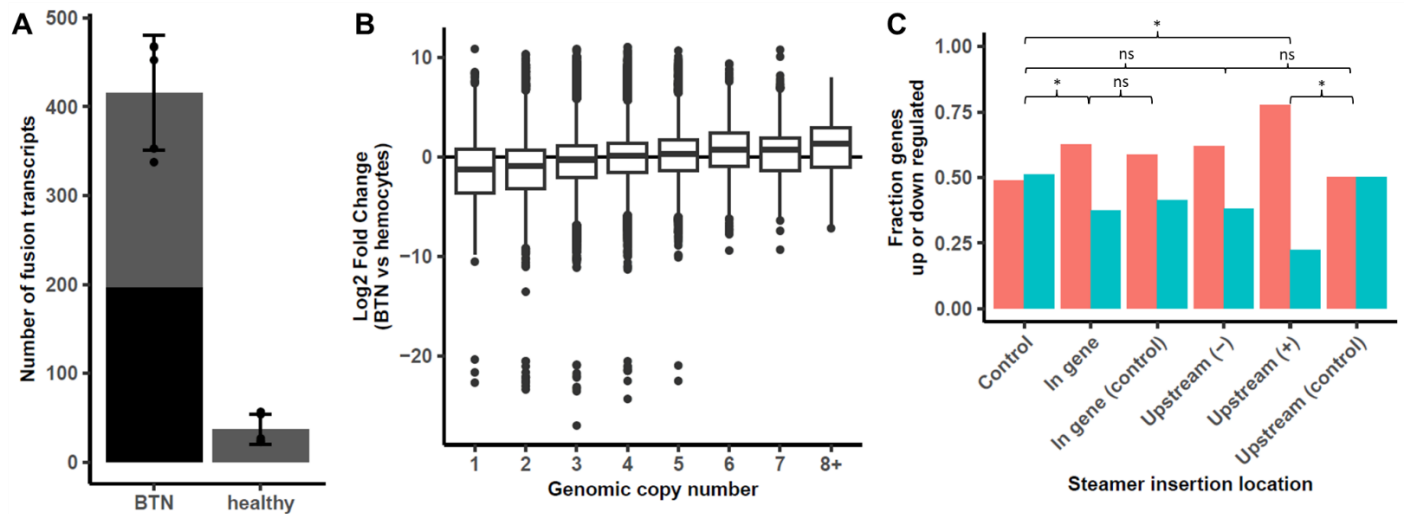 A
Number of fusion transcripts
500
400
300
200
100
0
BTN
healthy
B
Log2 Fold Change
(BTN vs hemocytes)
10
0
−10
−20
1 2 3 4 5 6 7 8+
Genomic copy number
C
Fraction genes
up or down regulated
1.00
0.75
0.50
0.25
0.00
*
ns
ns
*
ns
*
Control
In gene
In gene (control)
Upstream (−)
Upstream (+)
Upstream (control)
Steamer insertion location